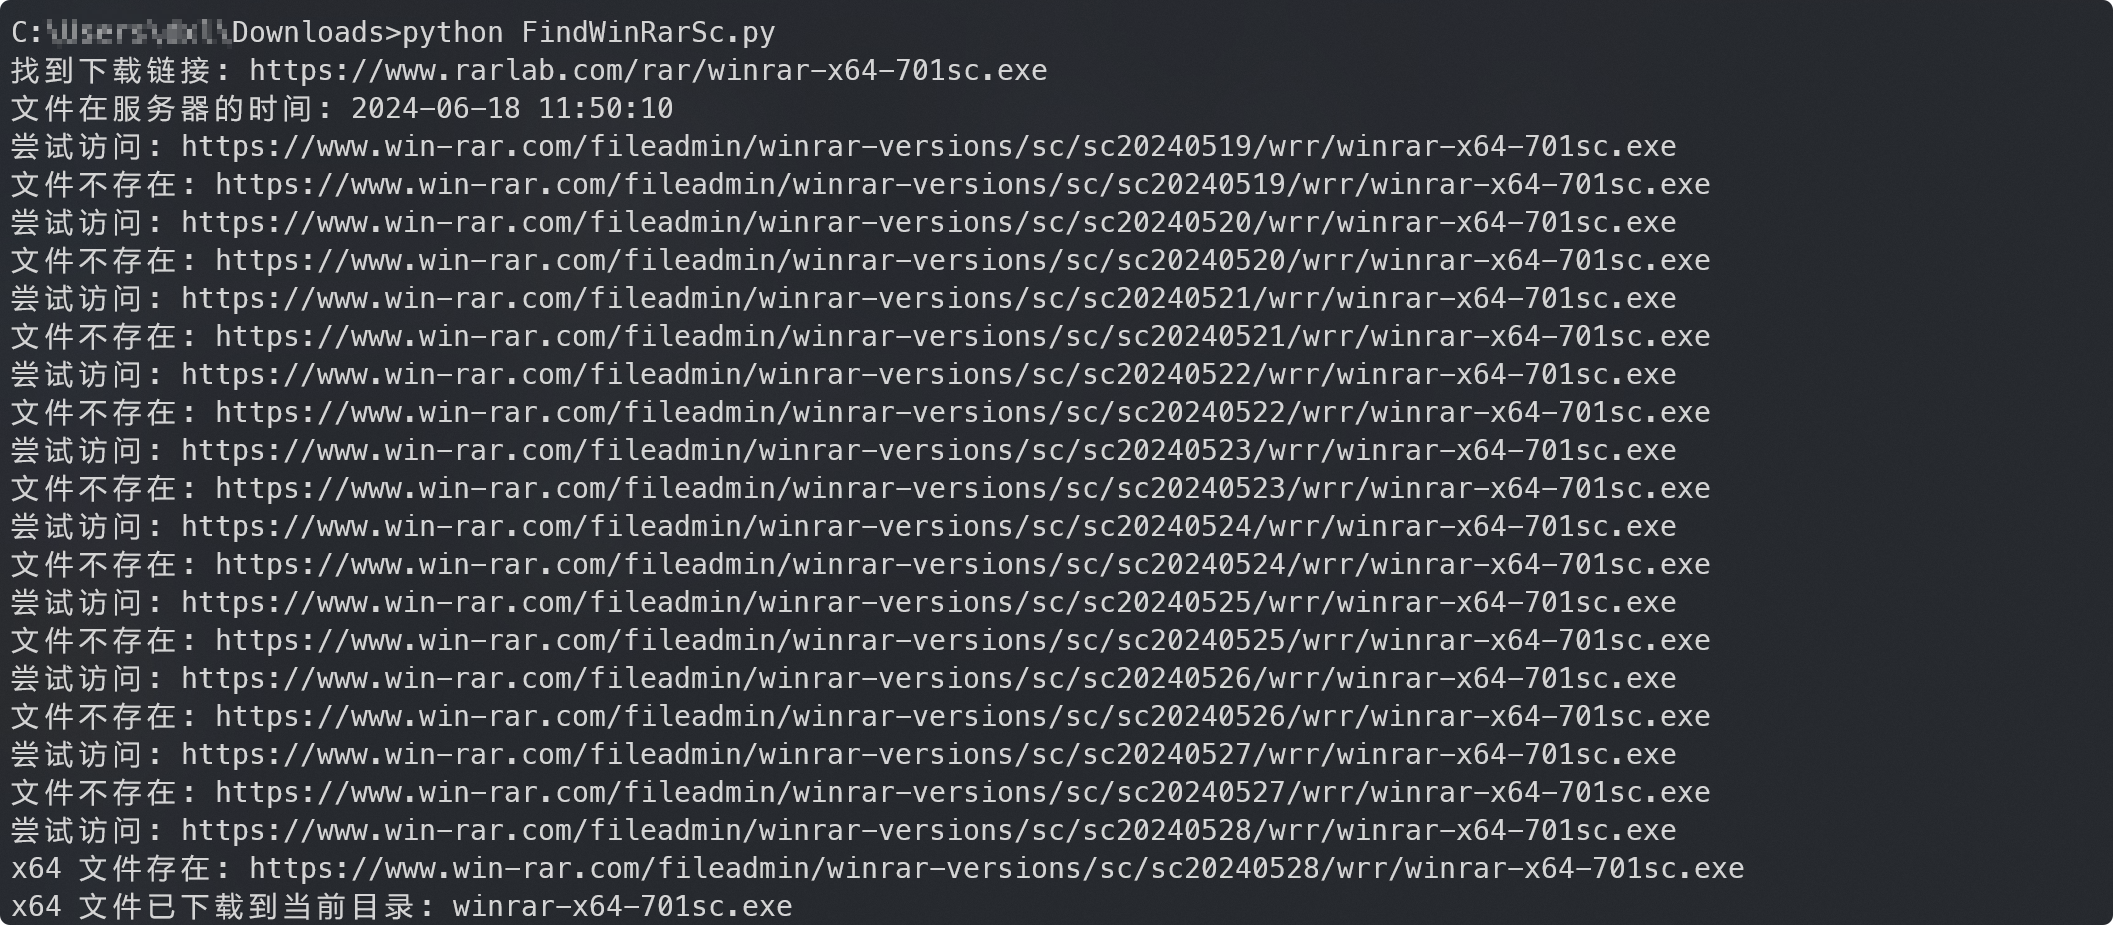 C:\Downloads>python FindWinRarSc.py
找到下载链接: https://www.rarlab.com/rar/winrar-x64-701sc.exe
文件在服务器的时间: 2024-06-18 11:50:10
尝试访问: https://www.win-rar.com/fileadmin/winrar-versions/sc/sc20240519/wrr/winrar-x64-701sc.exe
文件不存在: https://www.win-rar.com/fileadmin/winrar-versions/sc/sc20240519/wrr/winrar-x64-701sc.exe
尝试访问: https://www.win-rar.com/fileadmin/winrar-versions/sc/sc20240520/wrr/winrar-x64-701sc.exe
文件不存在: https://www.win-rar.com/fileadmin/winrar-versions/sc/sc20240520/wrr/winrar-x64-701sc.exe
尝试访问: https://www.win-rar.com/fileadmin/winrar-versions/sc/sc20240521/wrr/winrar-x64-701sc.exe
文件不存在: https://www.win-rar.com/fileadmin/winrar-versions/sc/sc20240521/wrr/winrar-x64-701sc.exe
尝试访问: https://www.win-rar.com/fileadmin/winrar-versions/sc/sc20240522/wrr/winrar-x64-701sc.exe
文件不存在: https://www.win-rar.com/fileadmin/winrar-versions/sc/sc20240522/wrr/winrar-x64-701sc.exe
尝试访问: https://www.win-rar.com/fileadmin/winrar-versions/sc/sc20240523/wrr/winrar-x64-701sc.exe
文件不存在: https://www.win-rar.com/fileadmin/winrar-versions/sc/sc20240523/wrr/winrar-x64-701sc.exe
尝试访问: https://www.win-rar.com/fileadmin/winrar-versions/sc/sc20240524/wrr/winrar-x64-701sc.exe
文件不存在: https://www.win-rar.com/fileadmin/winrar-versions/sc/sc20240524/wrr/winrar-x64-701sc.exe
尝试访问: https://www.win-rar.com/fileadmin/winrar-versions/sc/sc20240525/wrr/winrar-x64-701sc.exe
文件不存在: https://www.win-rar.com/fileadmin/winrar-versions/sc/sc20240525/wrr/winrar-x64-701sc.exe
尝试访问: https://www.win-rar.com/fileadmin/winrar-versions/sc/sc20240526/wrr/winrar-x64-701sc.exe
文件不存在: https://www.win-rar.com/fileadmin/winrar-versions/sc/sc20240526/wrr/winrar-x64-701sc.exe
尝试访问: https://www.win-rar.com/fileadmin/winrar-versions/sc/sc20240527/wrr/winrar-x64-701sc.exe
文件不存在: https://www.win-rar.com/fileadmin/winrar-versions/sc/sc20240527/wrr/winrar-x64-701sc.exe
尝试访问: https://www.win-rar.com/fileadmin/winrar-versions/sc/sc20240528/wrr/winrar-x64-701sc.exe
x64 文件存在: https://www.win-rar.com/fileadmin/winrar-versions/sc/sc20240528/wrr/winrar-x64-701sc.exe
x64 文件已下载到当前目录: winrar-x64-701sc.exe